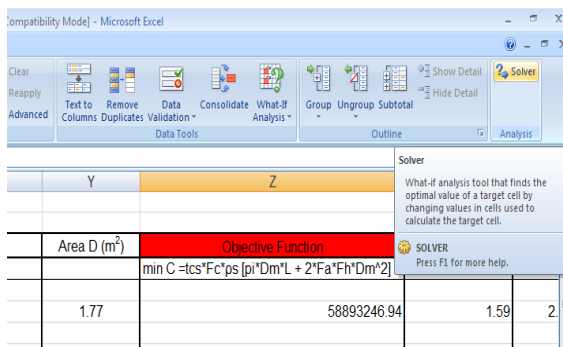 Compatibility Mode] - Microsoft Excel
Clear
Reapply
Advanced
Text to Columns
Remove Duplicates
Data Validation
Consolidate
What-If Analysis
Data Tools
Group
Ungroup
Subtotal
Show Detail
Hide Detail
Outline
Solver
Analysis
Solver
What-if analysis tool that finds the
optimal value of a target cell by
changing values in cells used to
calculate the target cell.
SOLVER
Press F1 for more help.
Y Z
Area D (m²) Objective Function
min C =tcs*Fc*ρs [pi*Dm*L + 2*Fa*Fh*Dm^2]
1.77 58893246.94 1.59 2.